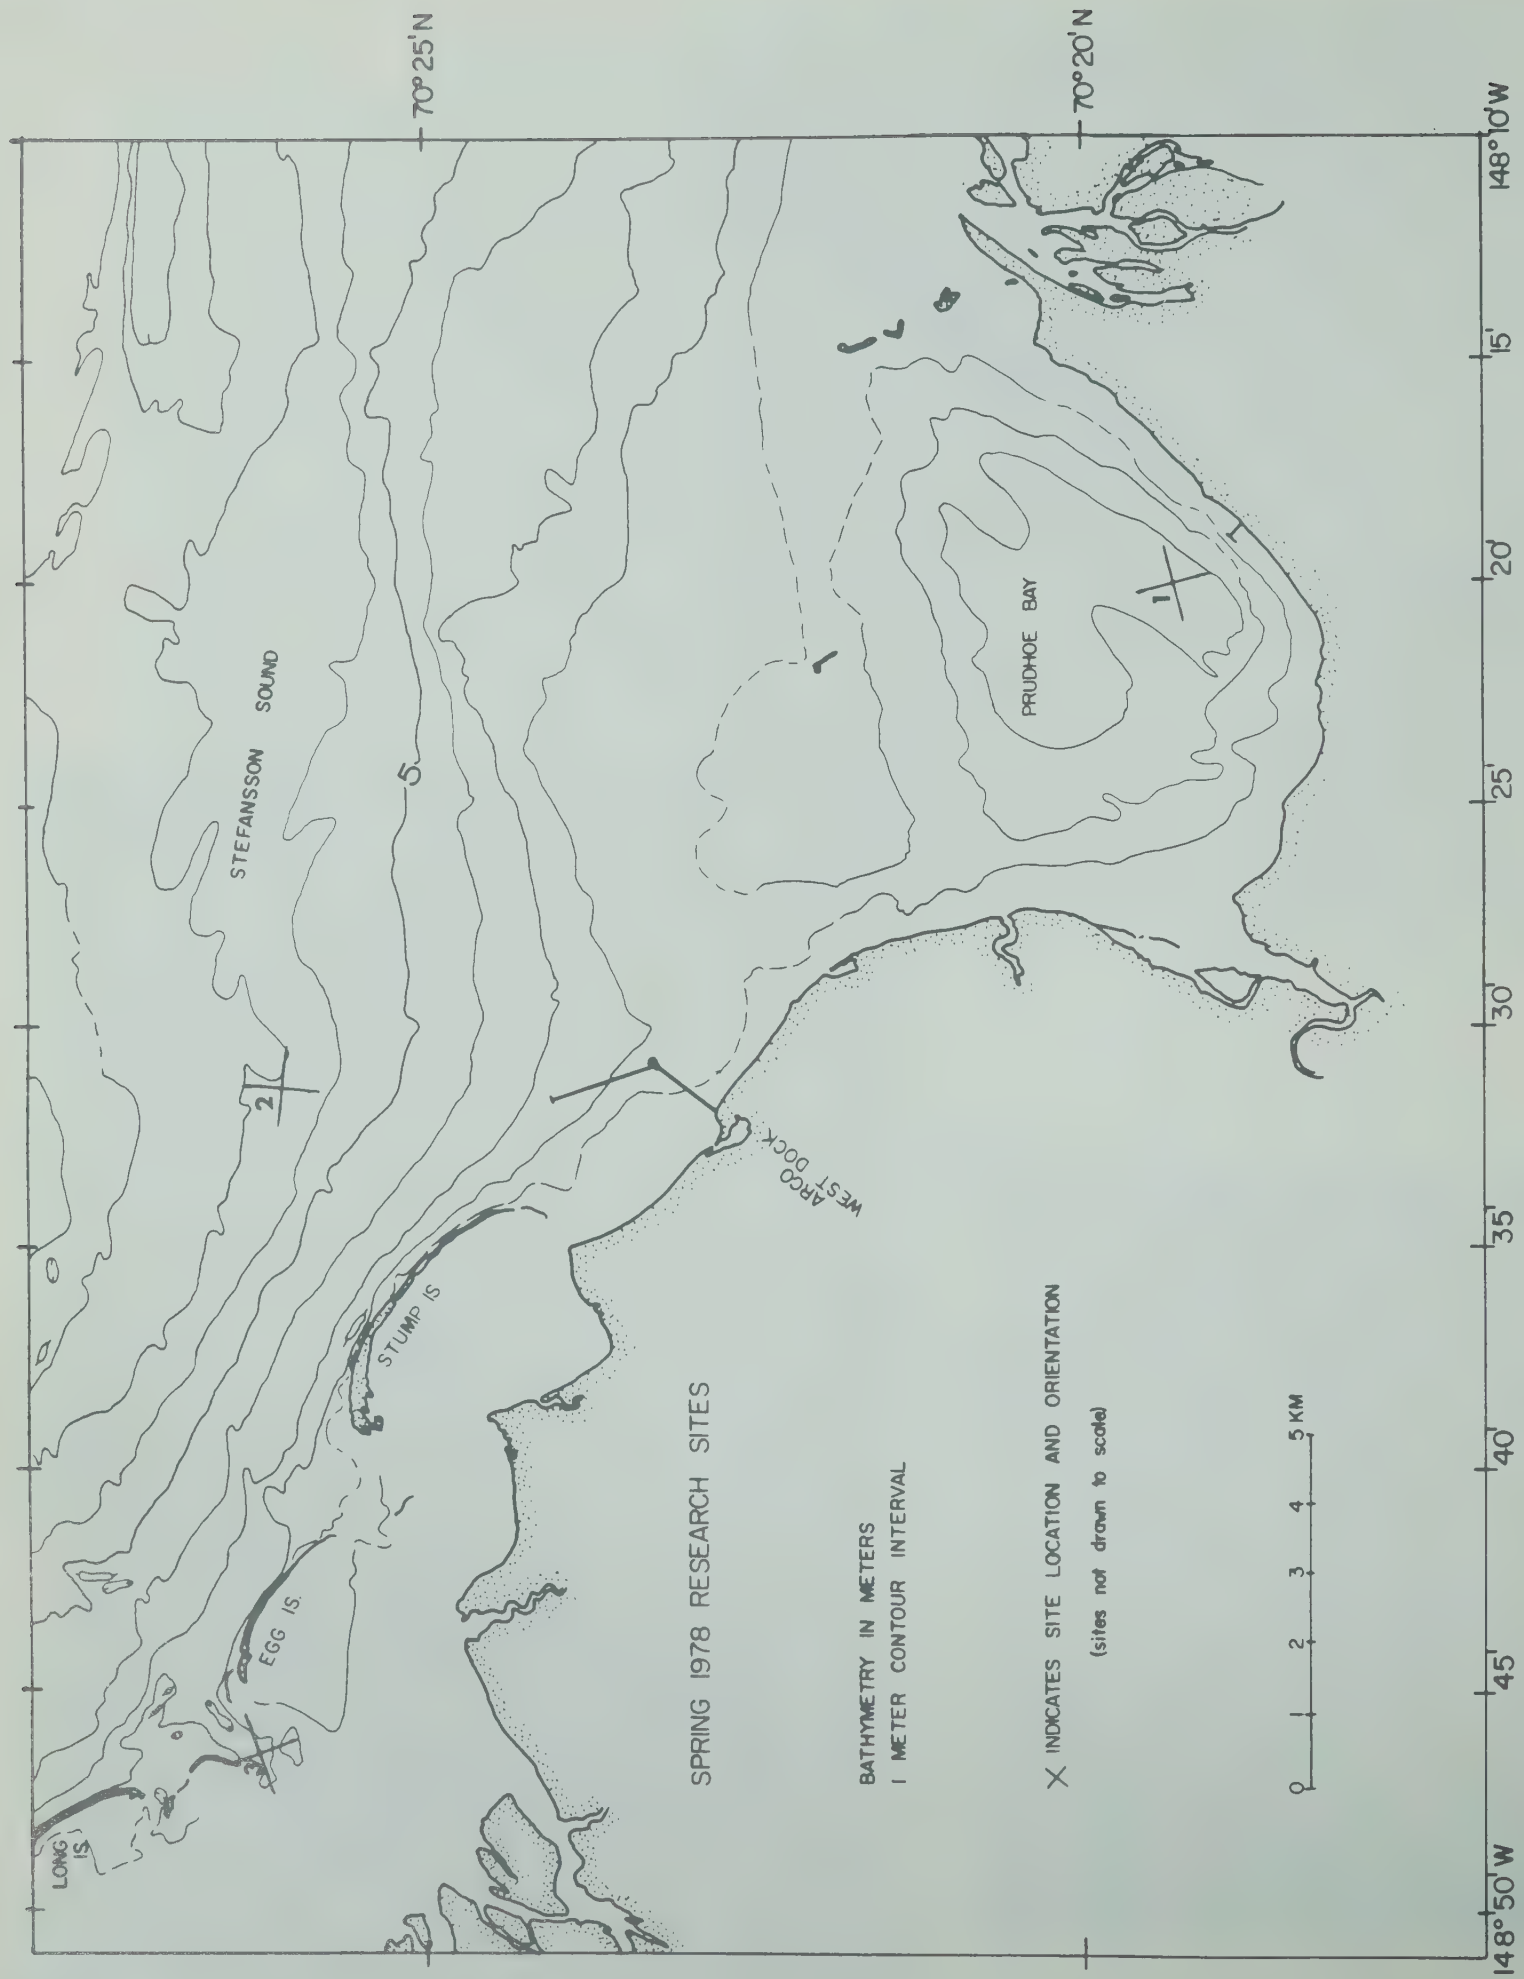 LONG
IS.
EGG IS.
STUMP IS
STEFANSSON SOUND
5
2
3
ARCO
WEST DOCK
PRUDHOE BAY
1
1
SPRING 1978 RESEARCH SITES
BATHYMETRY IN METERS
1 METER CONTOUR INTERVAL
X INDICATES SITE LOCATION AND ORIENTATION
(sites not drawn to scale)
0 1 2 3 4 5 KM
70°25'N
70°20'N
148°50'W
45'
40'
35'
30'
25'
20'
15'
148°10'W